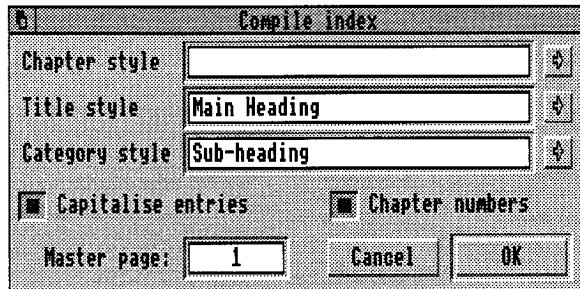 Compile index
Chapter style
Title style Main Heading
Category style Sub-heading
Capitalise entries Chapter numbers
Master page: 1 Cancel OK